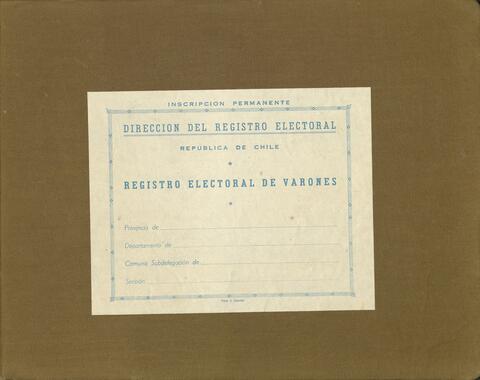 INSCRIPCION PERMANENTE
DIRECCION DEL REGISTRO ELECTORAL
REPUBLICA DE CHILE
REGISTRO ELECTORAL DE VARONES
Provincia de
Departamento de
Comuna Subdelegación de
Sección